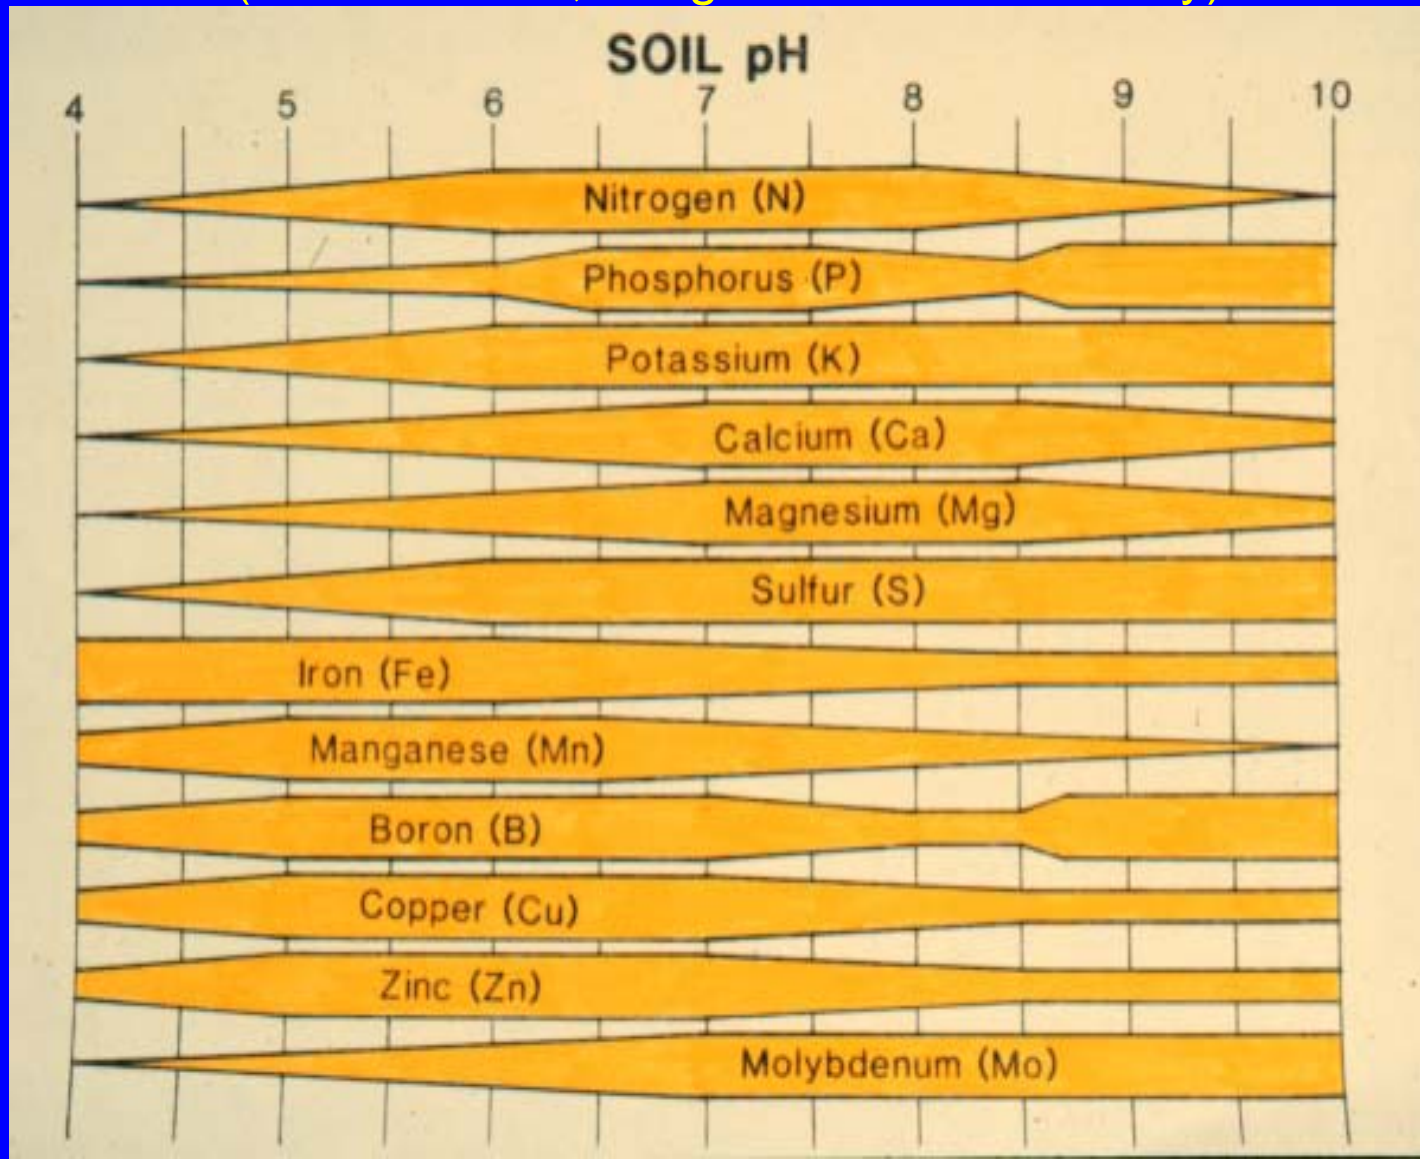 SOIL pH
4 5 6 7 8 9 10
Nitrogen (N)
Phosphorus (P)
Potassium (K)
Calcium (Ca)
Magnesium (Mg)
Sulfur (S)
Iron (Fe)
Manganese (Mn)
Boron (B)
Copper (Cu)
Zinc (Zn)
Molybdenum (Mo)